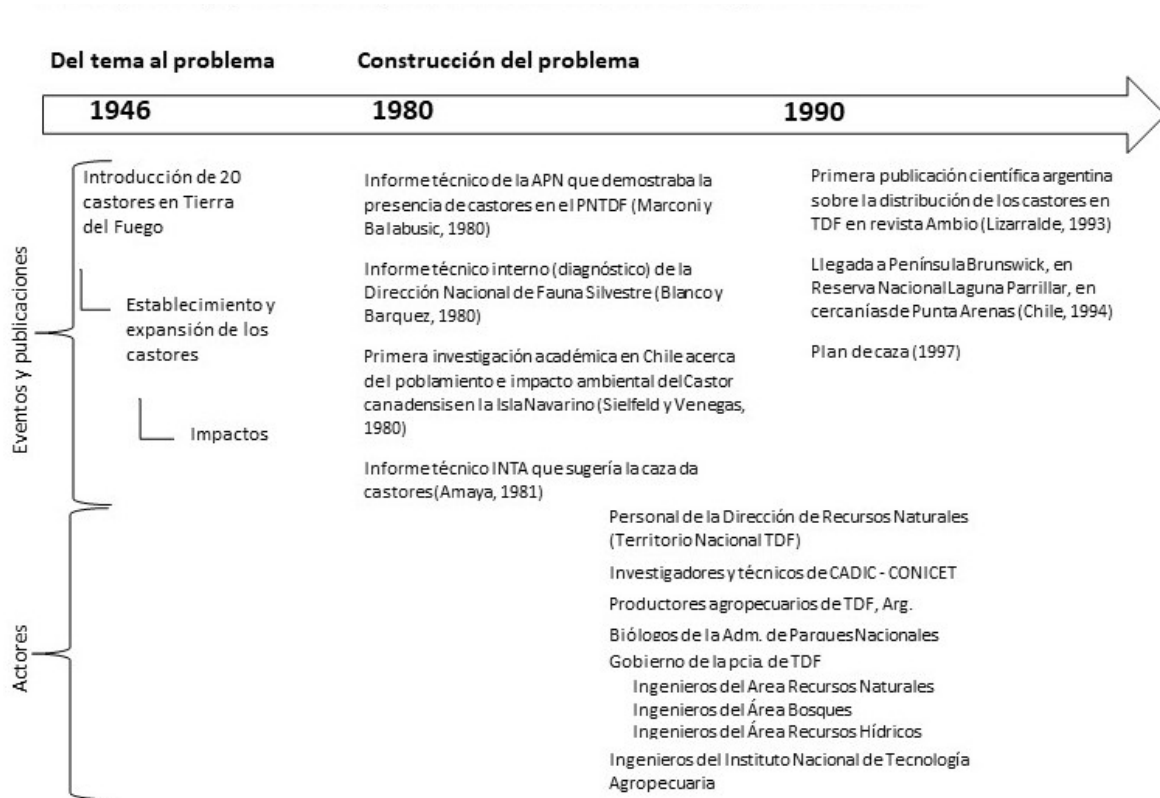 Del tema al problema
Construcción del problema
1946
1980
1990
Eventos y publicaciones
Introducción de 20
castores en Tierra
del Fuego
Establecimiento y
expansión de los
castores
Impactos
Informe técnico de la APN que demostraba la
presencia de castores en el PNTDF (Marconi y
Balabusic, 1980)
Informe técnico interno (diagnóstico) de la
Dirección Nacional de Fauna Silvestre (Blanco y
Barquez, 1980)
Primera investigación académica en Chile acerca
del poblamiento e impacto ambiental del Castor
canadensis en la Isla Navarino (Sielfeld y Venegas,
1980)
Informe técnico INTA que sugería la caza da
castores (Amaya, 1981)
Primera publicación científica argentina
sobre la distribución de los castores en
TDF en revista Ambio (Lizarralde, 1993)
Llegada a Península Brunswick, en
Reserva Nacional Laguna Parrillar, en
cercanías de Punta Arenas (Chile, 1994)
Plan de caza (1997)
Actores
Personal de la Dirección de Recursos Naturales
(Territorio Nacional TDF)
Investigadores y técnicos de CADIC - CONICET
Productores agropecuarios de TDF, Arg.
Biólogos de la Adm. de Parques Nacionales
Gobierno de la pcia. de TDF
Ingenieros del Area Recursos Naturales
Ingenieros del Área Bosques
Ingenieros del Área Recursos Hídricos
Ingenieros del Instituto Nacional de Tecnología
Agropecuaria